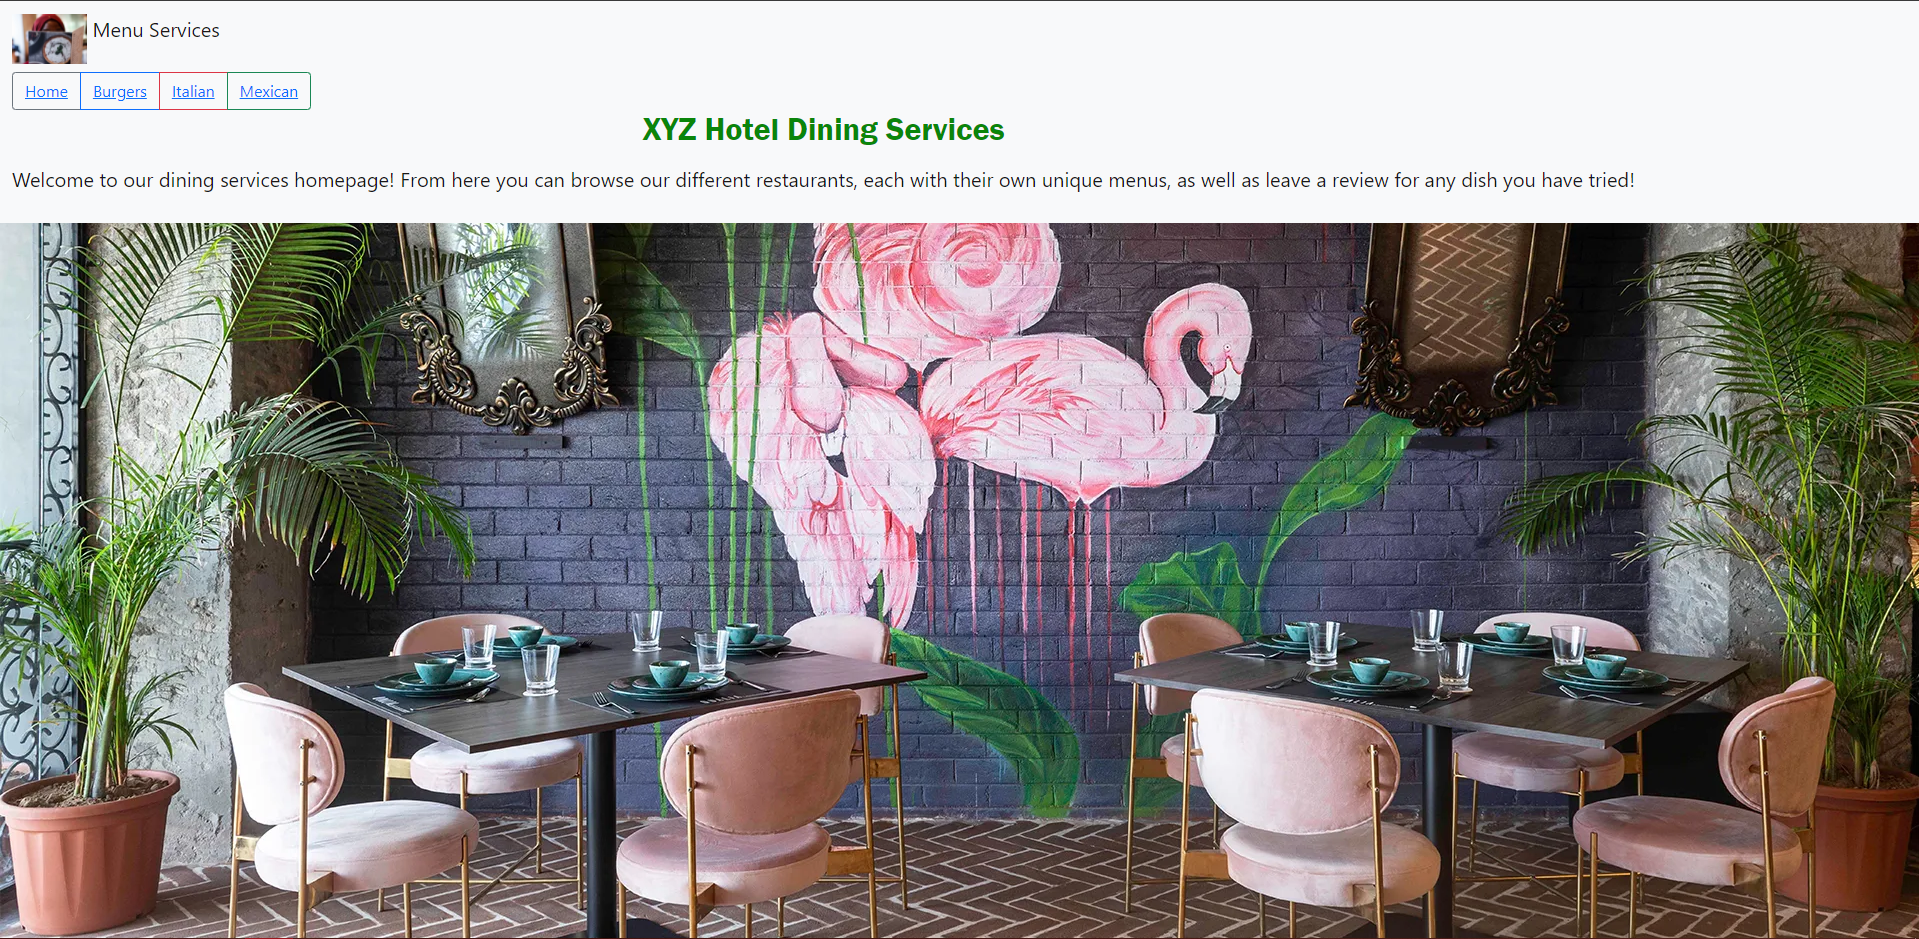 Menu Services
Home Burgers Italian Mexican
XYZ Hotel Dining Services
Welcome to our dining services homepage! From here you can browse our different restaurants, each with their own unique menus, as well as leave a review for any dish you have tried!